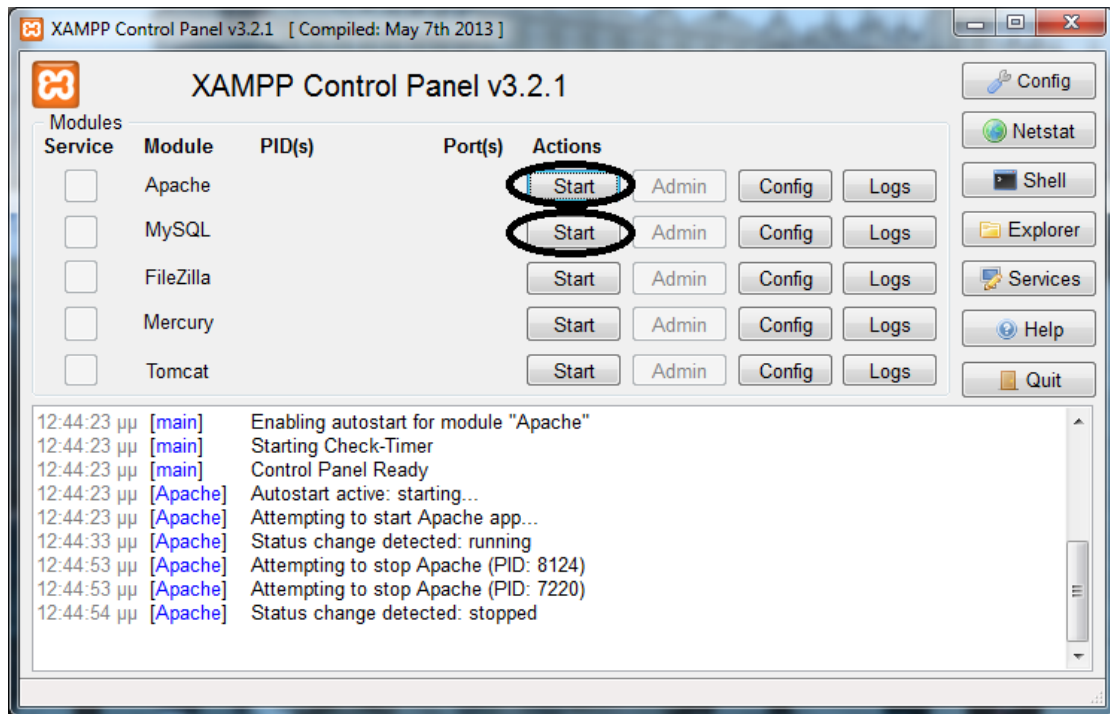 XAMPP Control Panel v3.2.1 [ Compiled: May 7th 2013 ]
XAMPP Control Panel v3.2.1
Config
Modules
Netstat
Service Module PID(s) Port(s) Actions
Apache Start Admin Config Logs
Shell
MySQL Start Admin Config Logs
Explorer
FileZilla Start Admin Config Logs
Services
Mercury Start Admin Config Logs
Help
Tomcat Start Admin Config Logs
Quit
12:44:23 μμ [main] Enabling autostart for module "Apache"
12:44:23 μμ [main] Starting Check-Timer
12:44:23 μμ [main] Control Panel Ready
12:44:23 μμ [Apache] Autostart active: starting...
12:44:23 μμ [Apache] Attempting to start Apache app...
12:44:33 μμ [Apache] Status change detected: running
12:44:53 μμ [Apache] Attempting to stop Apache (PID: 8124)
12:44:53 μμ [Apache] Attempting to stop Apache (PID: 7220)
12:44:54 μμ [Apache] Status change detected: stopped